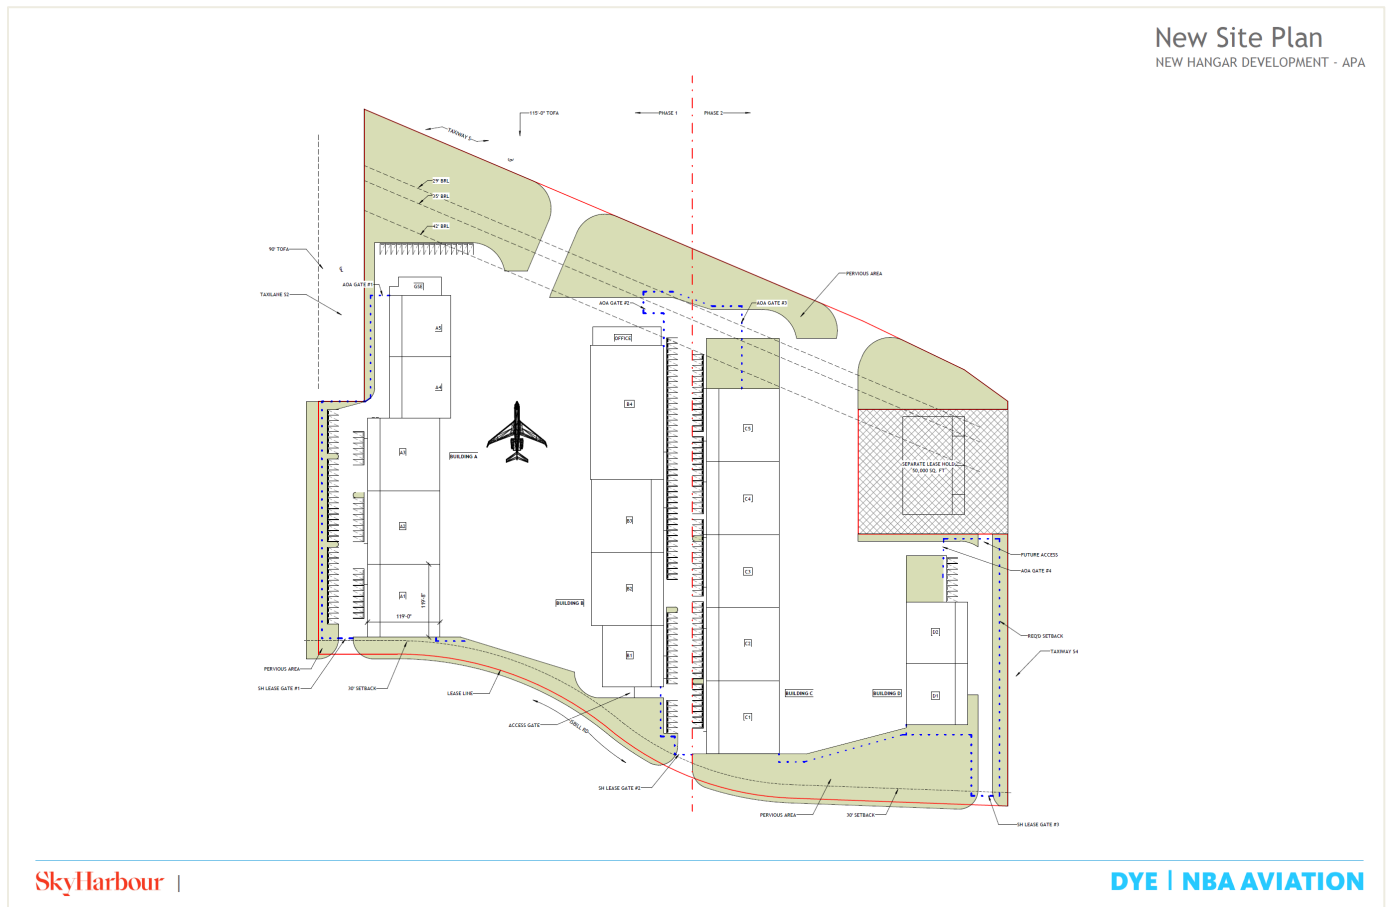 New Site Plan
NEW HANGAR DEVELOPMENT - APA
115'-0" TOFA
PHASE 1
PHASE 2
TAXIWAY S
29' BRL
35' BRL
42' BRL
90' TOFA
TAXILANE S2
AOA GATE #1
GSE
A5
A4
A3
A2
A1
BUILDING A
119'-0"
119'-8"
PERVIOUS AREA
AOA GATE #2
AOA GATE #3
OFFICE
B4
B3
B2
B1
BUILDING B
C5
C4
C3
C3
C1
BUILDING C
SEPARATE LEASE HOLD
50,000 SQ. FT
FUTURE ACCESS
AOA GATE #4
REQ'D SETBACK
TAXIWAY S4
D2
D1
BUILDING D
PERVIOUS AREA
SH LEASE GATE #1
30' SETBACK
LEASE LINE
ACCESS GATE
SH LEASE GATE #2
PERVIOUS AREA
30' SETBACK
SH LEASE GATE #3
SkyHarbour |
DYE | NBA AVIATION